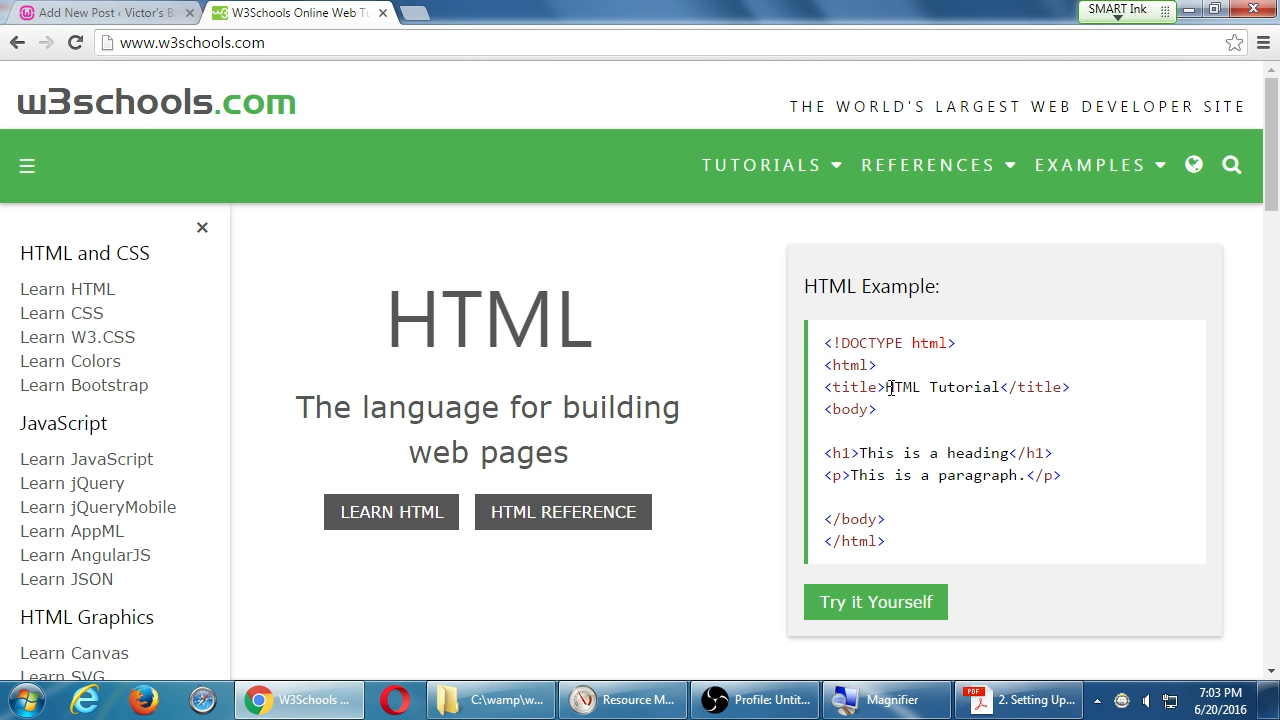 Add New Post ‹ Victor's B
W3Schools Online Web Tu
SMART Ink
www.w3schools.com
w3schools.com
THE WORLD'S LARGEST WEB DEVELOPER SITE
TUTORIALS REFERENCES EXAMPLES
HTML and CSS
Learn HTML
Learn CSS
Learn W3.CSS
Learn Colors
Learn Bootstrap
JavaScript
Learn JavaScript
Learn jQuery
Learn jQueryMobile
Learn AppML
Learn AngularJS
Learn JSON
HTML Graphics
Learn Canvas
Learn SVG
HTML
The language for building
web pages
LEARN HTML
HTML REFERENCE
HTML Example:
<!DOCTYPE html>
<html>
<title>HTML Tutorial</title>
<body>
<h1>This is a heading</h1>
<p>This is a paragraph.</p>
</body>
</html>
Try it Yourself
W3Schools ...
C:\wamp\w...
Resource M...
Profile: Untit...
Magnifier
PDF
2. Setting Up...
7:03 PM
6/20/2016